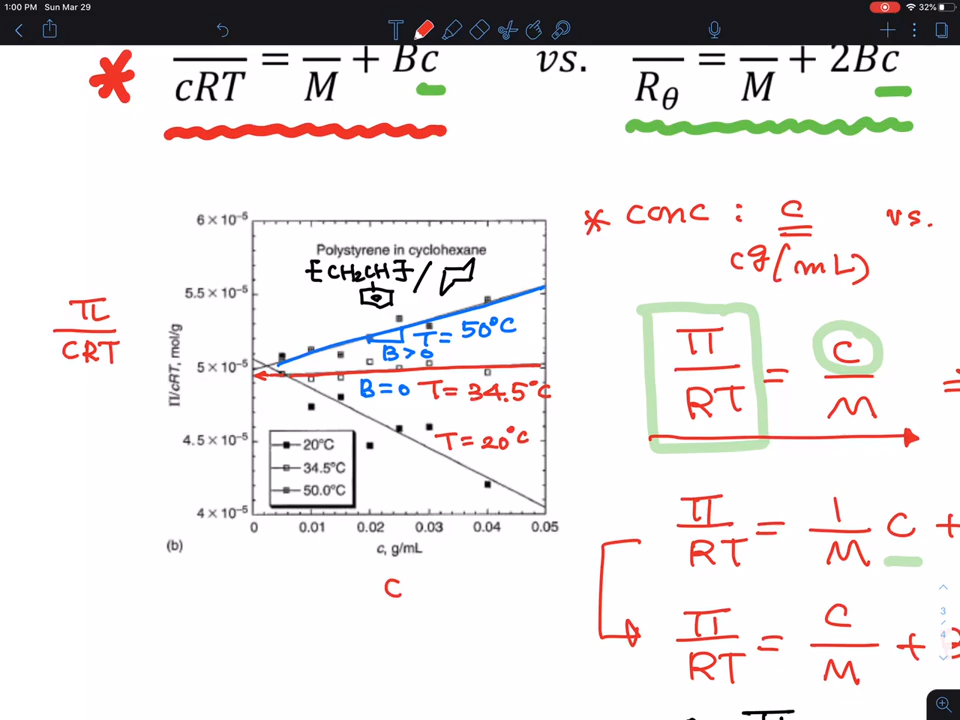 1:00 PM Sun Mar 29
32%
* cRT = M + Bc vs. Rθ = M + 2Bc
* conc : c vs.
cg/mL)
6 × 10⁻⁵
5.5 × 10⁻⁵
5 × 10⁻⁵
4.5 × 10⁻⁵
4 × 10⁻⁵
Π/cRT, mol/g
Polystyrene in cyclohexane
-[CH2CH]- /
T = 50°C
B > 0
B = 0 T = 34.5°C
T = 20°C
20°C
34.5°C
50.0°C
0 0.01 0.02 0.03 0.04 0.05
c, g/mL
(b)
C
π
CRT
π/RT = c/M =
π/RT = 1/M c +
π/RT = c/M +
3
/
4